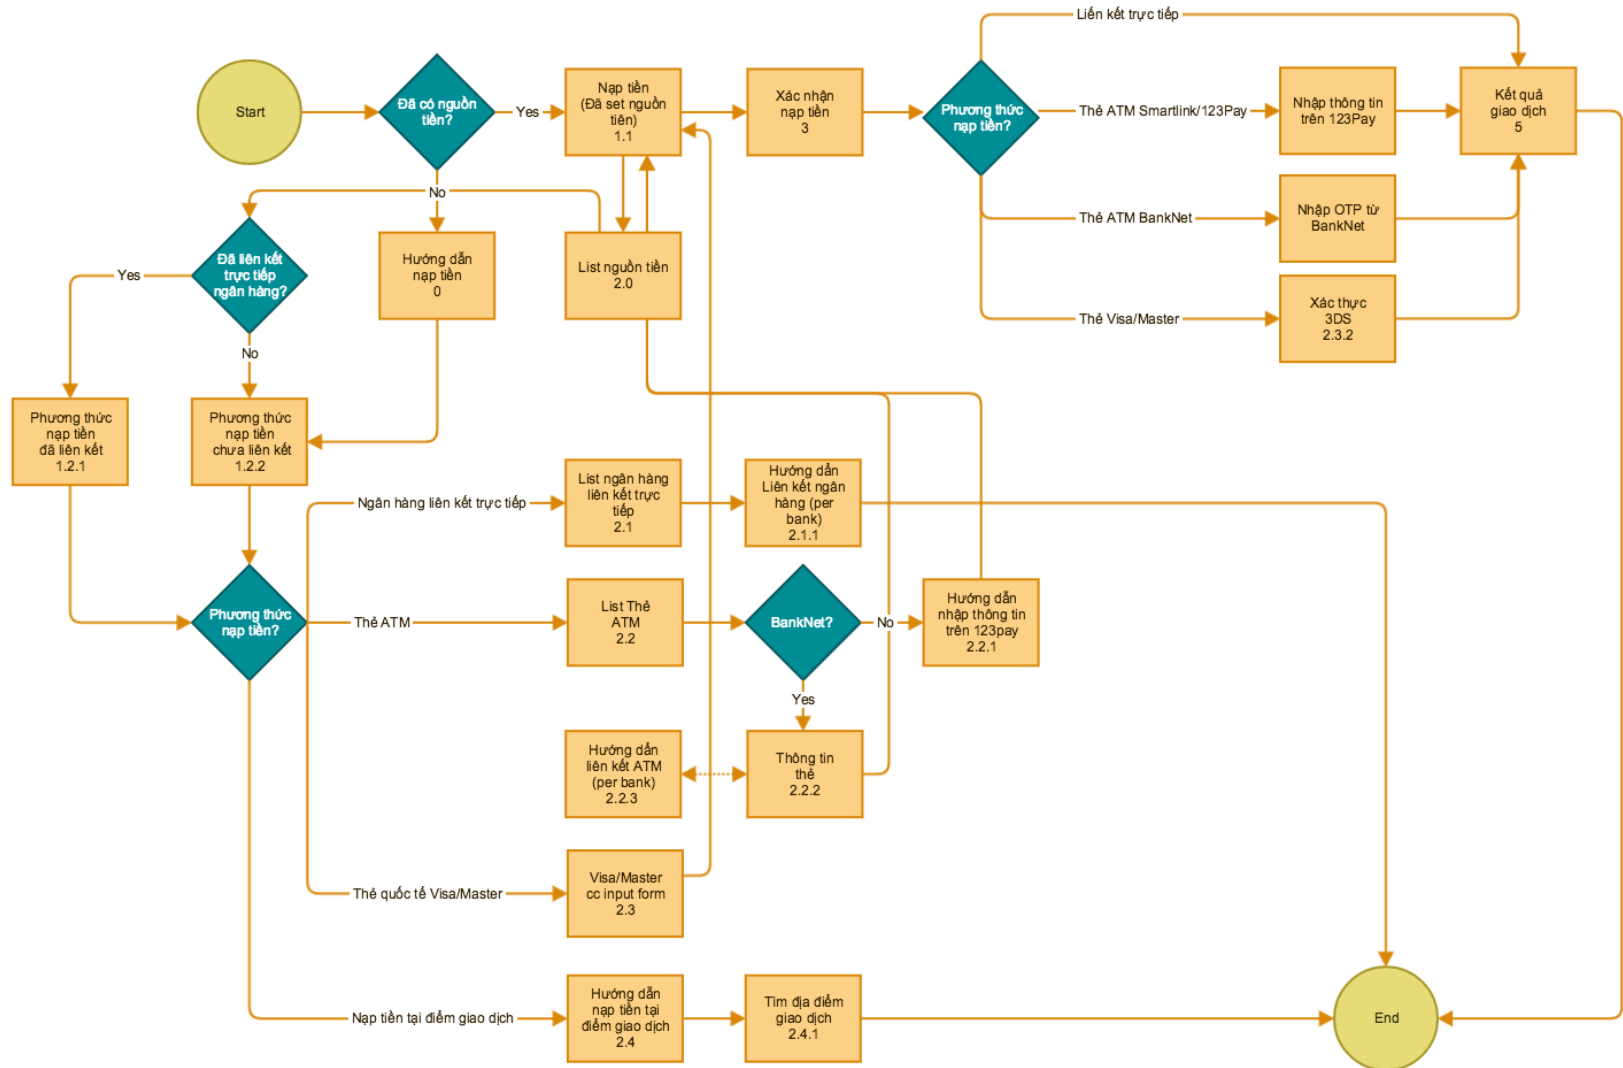 Liên kết trực tiếp
Start
Đã có nguồn
tiền?
Yes
Nạp tiền
(Đã set nguồn
tiên)
1.1
Xác nhận
nạp tiền
3
Phương thức
nạp tiền?
Thẻ ATM Smartlink/123Pay
Nhập thông tin
trên 123Pay
Kết quả
giao dịch
5
No
Thẻ ATM BankNet
Nhập OTP từ
BankNet
Đã liên kết
trực tiếp
ngân hàng?
Yes
Hướng dẫn
nạp tiền
0
List nguồn tiền
2.0
Thẻ Visa/Master
Xác thực
3DS
2.3.2
No
Phương thức
nạp tiền
đã liên kết
1.2.1
Phương thức
nạp tiền
chưa liên kết
1.2.2
Ngân hàng liên kết trực tiếp
List ngân hàng
liên kết trực
tiếp
2.1
Hướng dẫn
Liên kết ngân
hàng (per
bank)
2.1.1
Phương thức
nạp tiền?
Thẻ ATM
List Thẻ
ATM
2.2
BankNet?
No
Hướng dẫn
nhập thông tin
trên 123pay
2.2.1
Yes
Hướng dẫn
liên kết ATM
(per bank)
2.2.3
Thông tin
thẻ
2.2.2
Thẻ quốc tế Visa/Master
Visa/Master
cc input form
2.3
Nạp tiền tại điểm giao dịch
Hướng dẫn
nạp tiền tại
điểm giao dịch
2.4
Tìm địa điểm
giao dịch
2.4.1
End